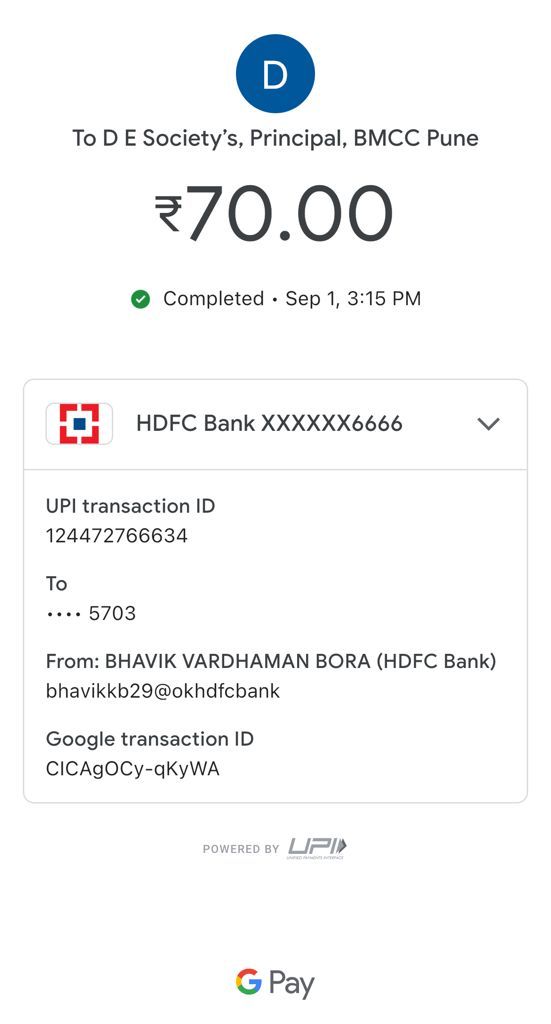 D
To D E Society's, Principal, BMCC Pune
₹70.00
Completed • Sep 1, 3:15 PM
HDFC Bank XXXXXX6666
UPI transaction ID
124472766634
To
•••• 5703
From: BHAVIK VARDHAMAN BORA (HDFC Bank)
bhavikkb29@okhdfcbank
Google transaction ID
CICAgOCy-qKyWA
POWERED BY UPI
UNIFIED PAYMENTS INTERFACE
G Pay